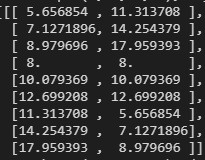 [[[ 5.656854 , 11.313708 ],
[ 7.1271896, 14.254379 ],
[ 8.979696 , 17.959393 ],
[ 8. , 8. ],
[10.079369 , 10.079369 ],
[12.699208 , 12.699208 ],
[11.313708 , 5.656854 ],
[14.254379 , 7.1271896],
[17.959393 , 8.979696 ]]